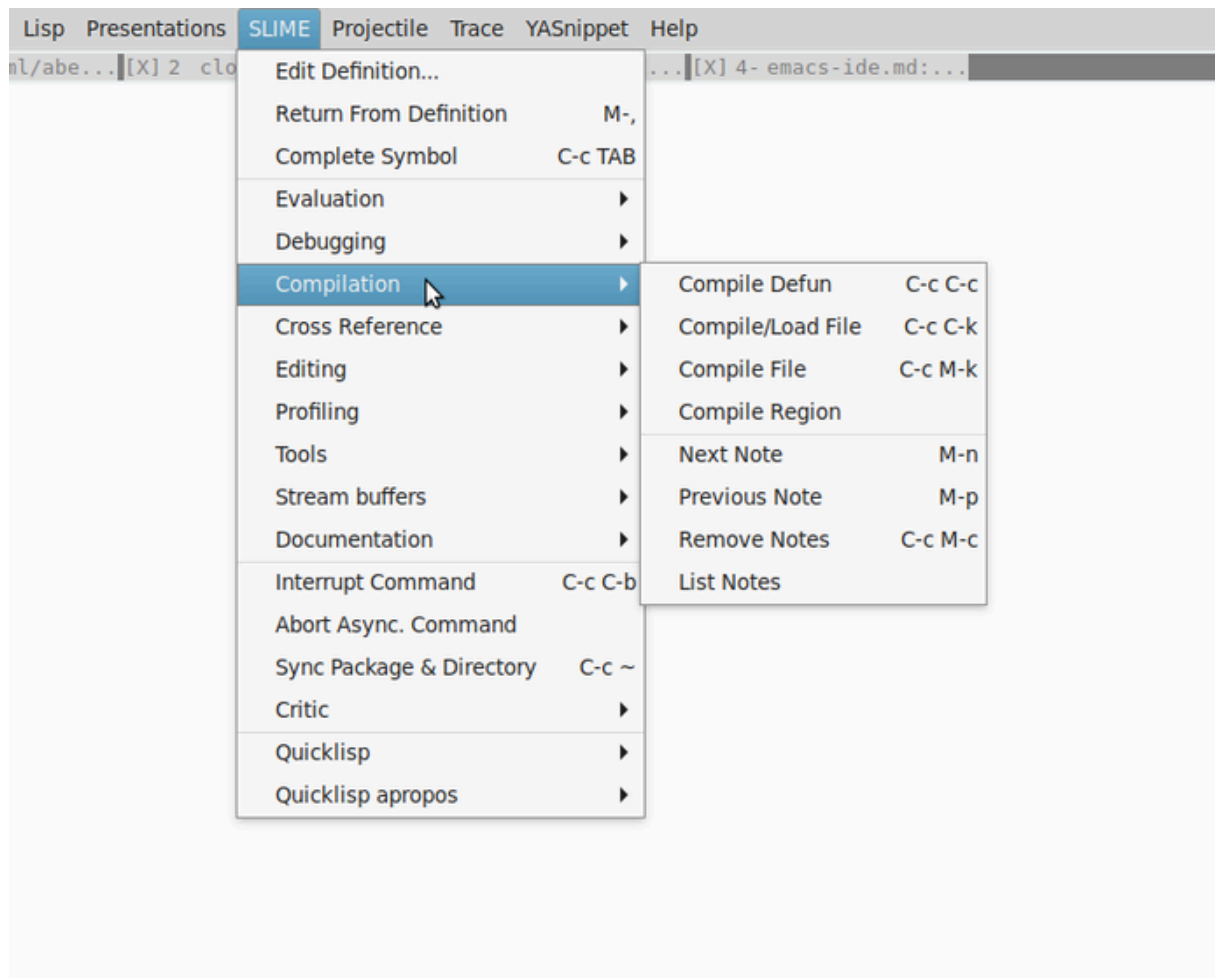 Lisp Presentations SLIME Projectile Trace YASnippet Help
ml/abe...[X] 2 clo ...[X] 4- emacs-ide.md:...
Edit Definition...
Return From Definition M-,
Complete Symbol C-c TAB
Evaluation
Debugging
Compilation
Cross Reference
Editing
Profiling
Tools
Stream buffers
Documentation
Interrupt Command C-c C-b
Abort Async. Command
Sync Package & Directory C-c ~
Critic
Quicklisp
Quicklisp apropos
Compile Defun C-c C-c
Compile/Load File C-c C-k
Compile File C-c M-k
Compile Region
Next Note M-n
Previous Note M-p
Remove Notes C-c M-c
List Notes